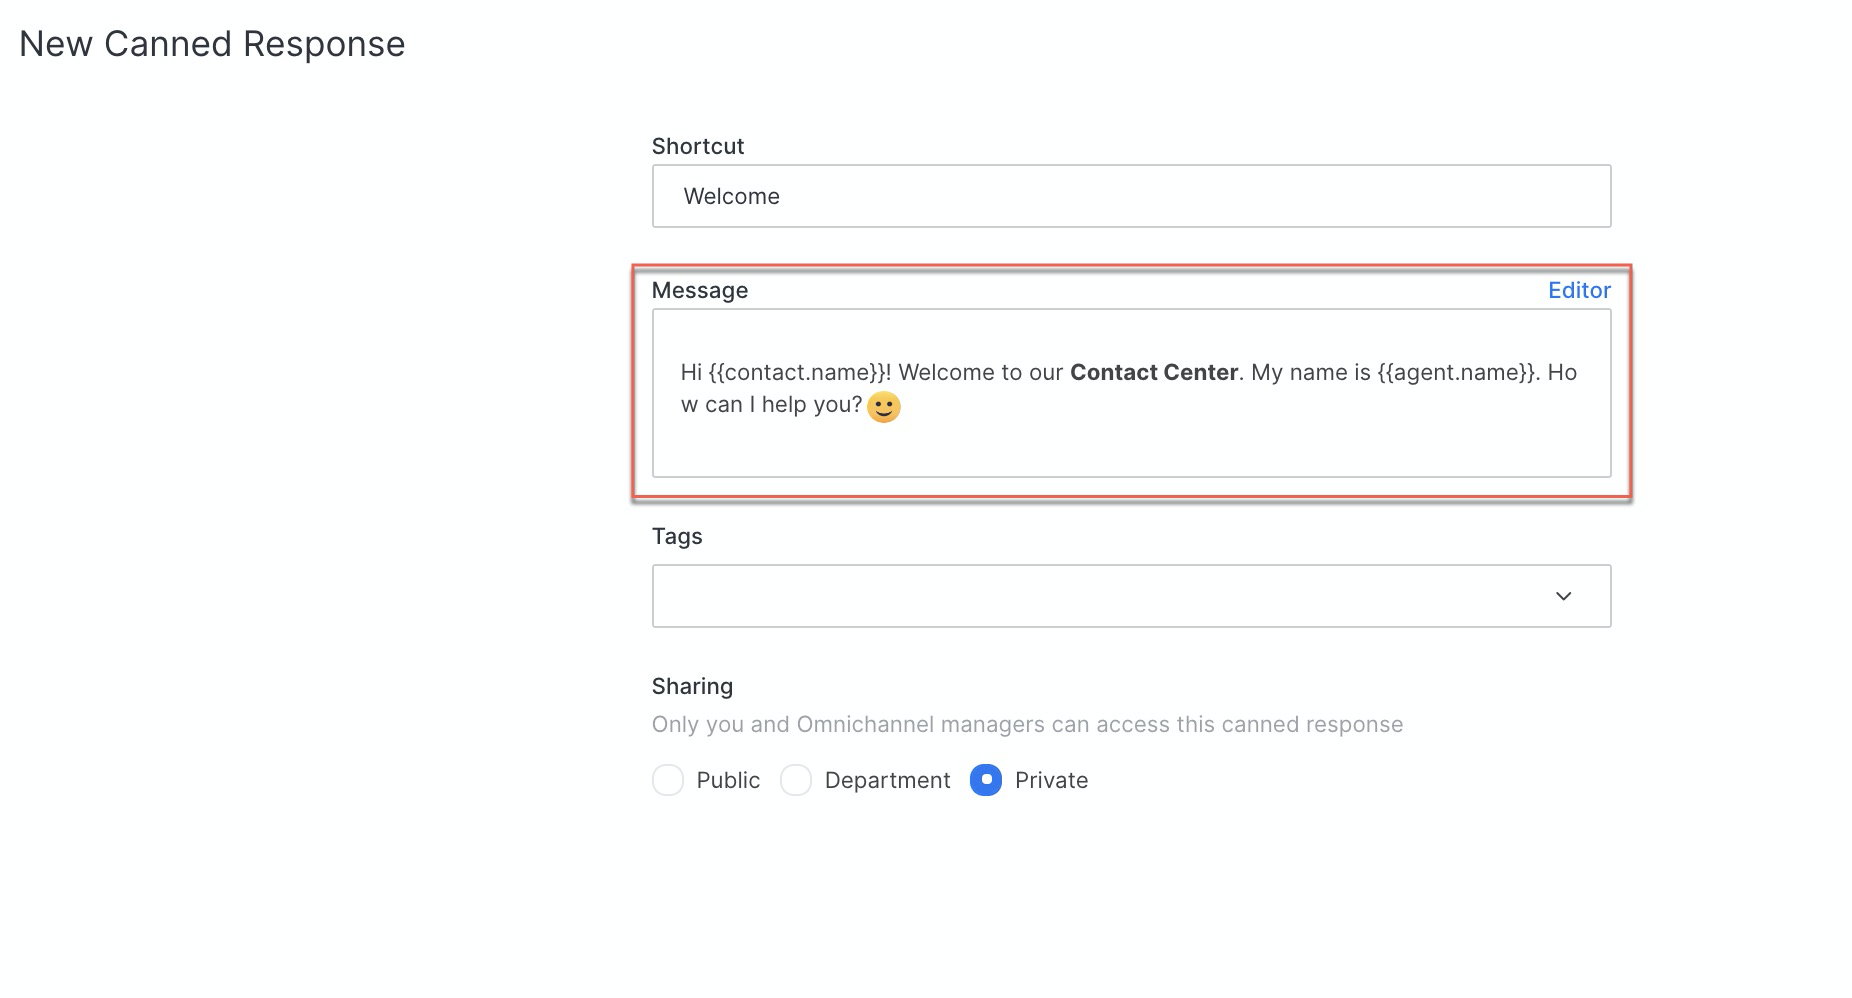 New Canned Response
Shortcut
Welcome
Message
Editor
Hi {{contact.name}}! Welcome to our Contact Center. My name is {{agent.name}}. Ho
w can I help you?🙂
Tags
Sharing
Only you and Omnichannel managers can access this canned response
Public Department Private